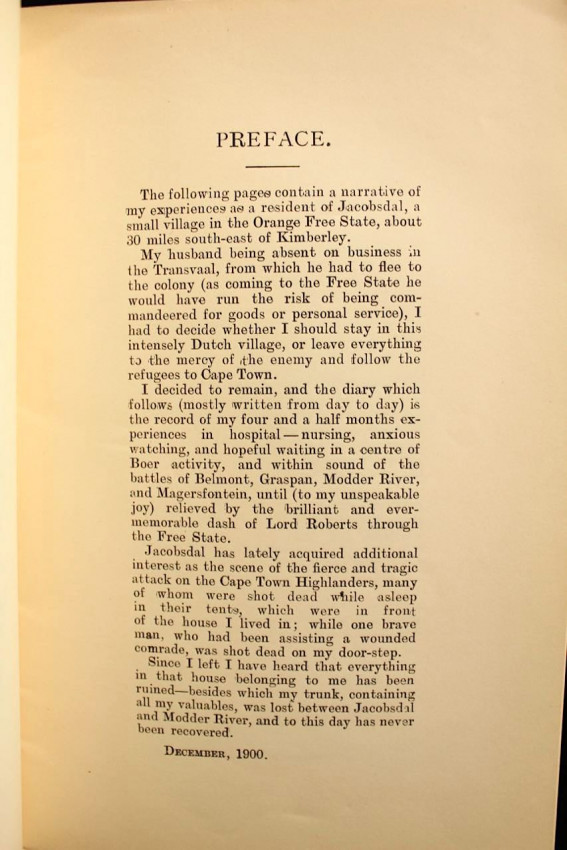 PREFACE.
The following pages contain a narrative of
my experiences as a resident of Jacobsdal, a
small village in the Orange Free State, about
30 miles south-east of Kimberley.
My husband being absent on business in
the Transvaal, from which he had to flee to
the colony (as coming to the Free State he
would have run the risk of being com-
mandeered for goods or personal service), I
had to decide whether I should stay in this
intensely Dutch village, or leave everything
to the mercy of the enemy and follow the
refugees to Cape Town.
I decided to remain, and the diary which
follows (mostly written from day to day) is
the record of my four and a half months ex-
periences in hospital—nursing, anxious
watching, and hopeful waiting in a centre of
Boer activity, and within sound of the
battles of Belmont, Graspan, Modder River,
and Magersfontein, until (to my unspeakable
joy) relieved by the brilliant and ever-
memorable dash of Lord Roberts through
the Free State.
Jacobsdal has lately acquired additional
interest as the scene of the fierce and tragic
attack on the Cape Town Highlanders, many
of whom were shot dead while asleep
in their tents, which were in front
of the house I lived in; while one brave
man, who had been assisting a wounded
comrade, was shot dead on my door-step.
Since I left I have heard that everything
in that house belonging to me has been
ruined—besides which my trunk, containing
all my valuables, was lost between Jacobsdal
and Modder River, and to this day has never
been recovered.
DECEMBER, 1900.